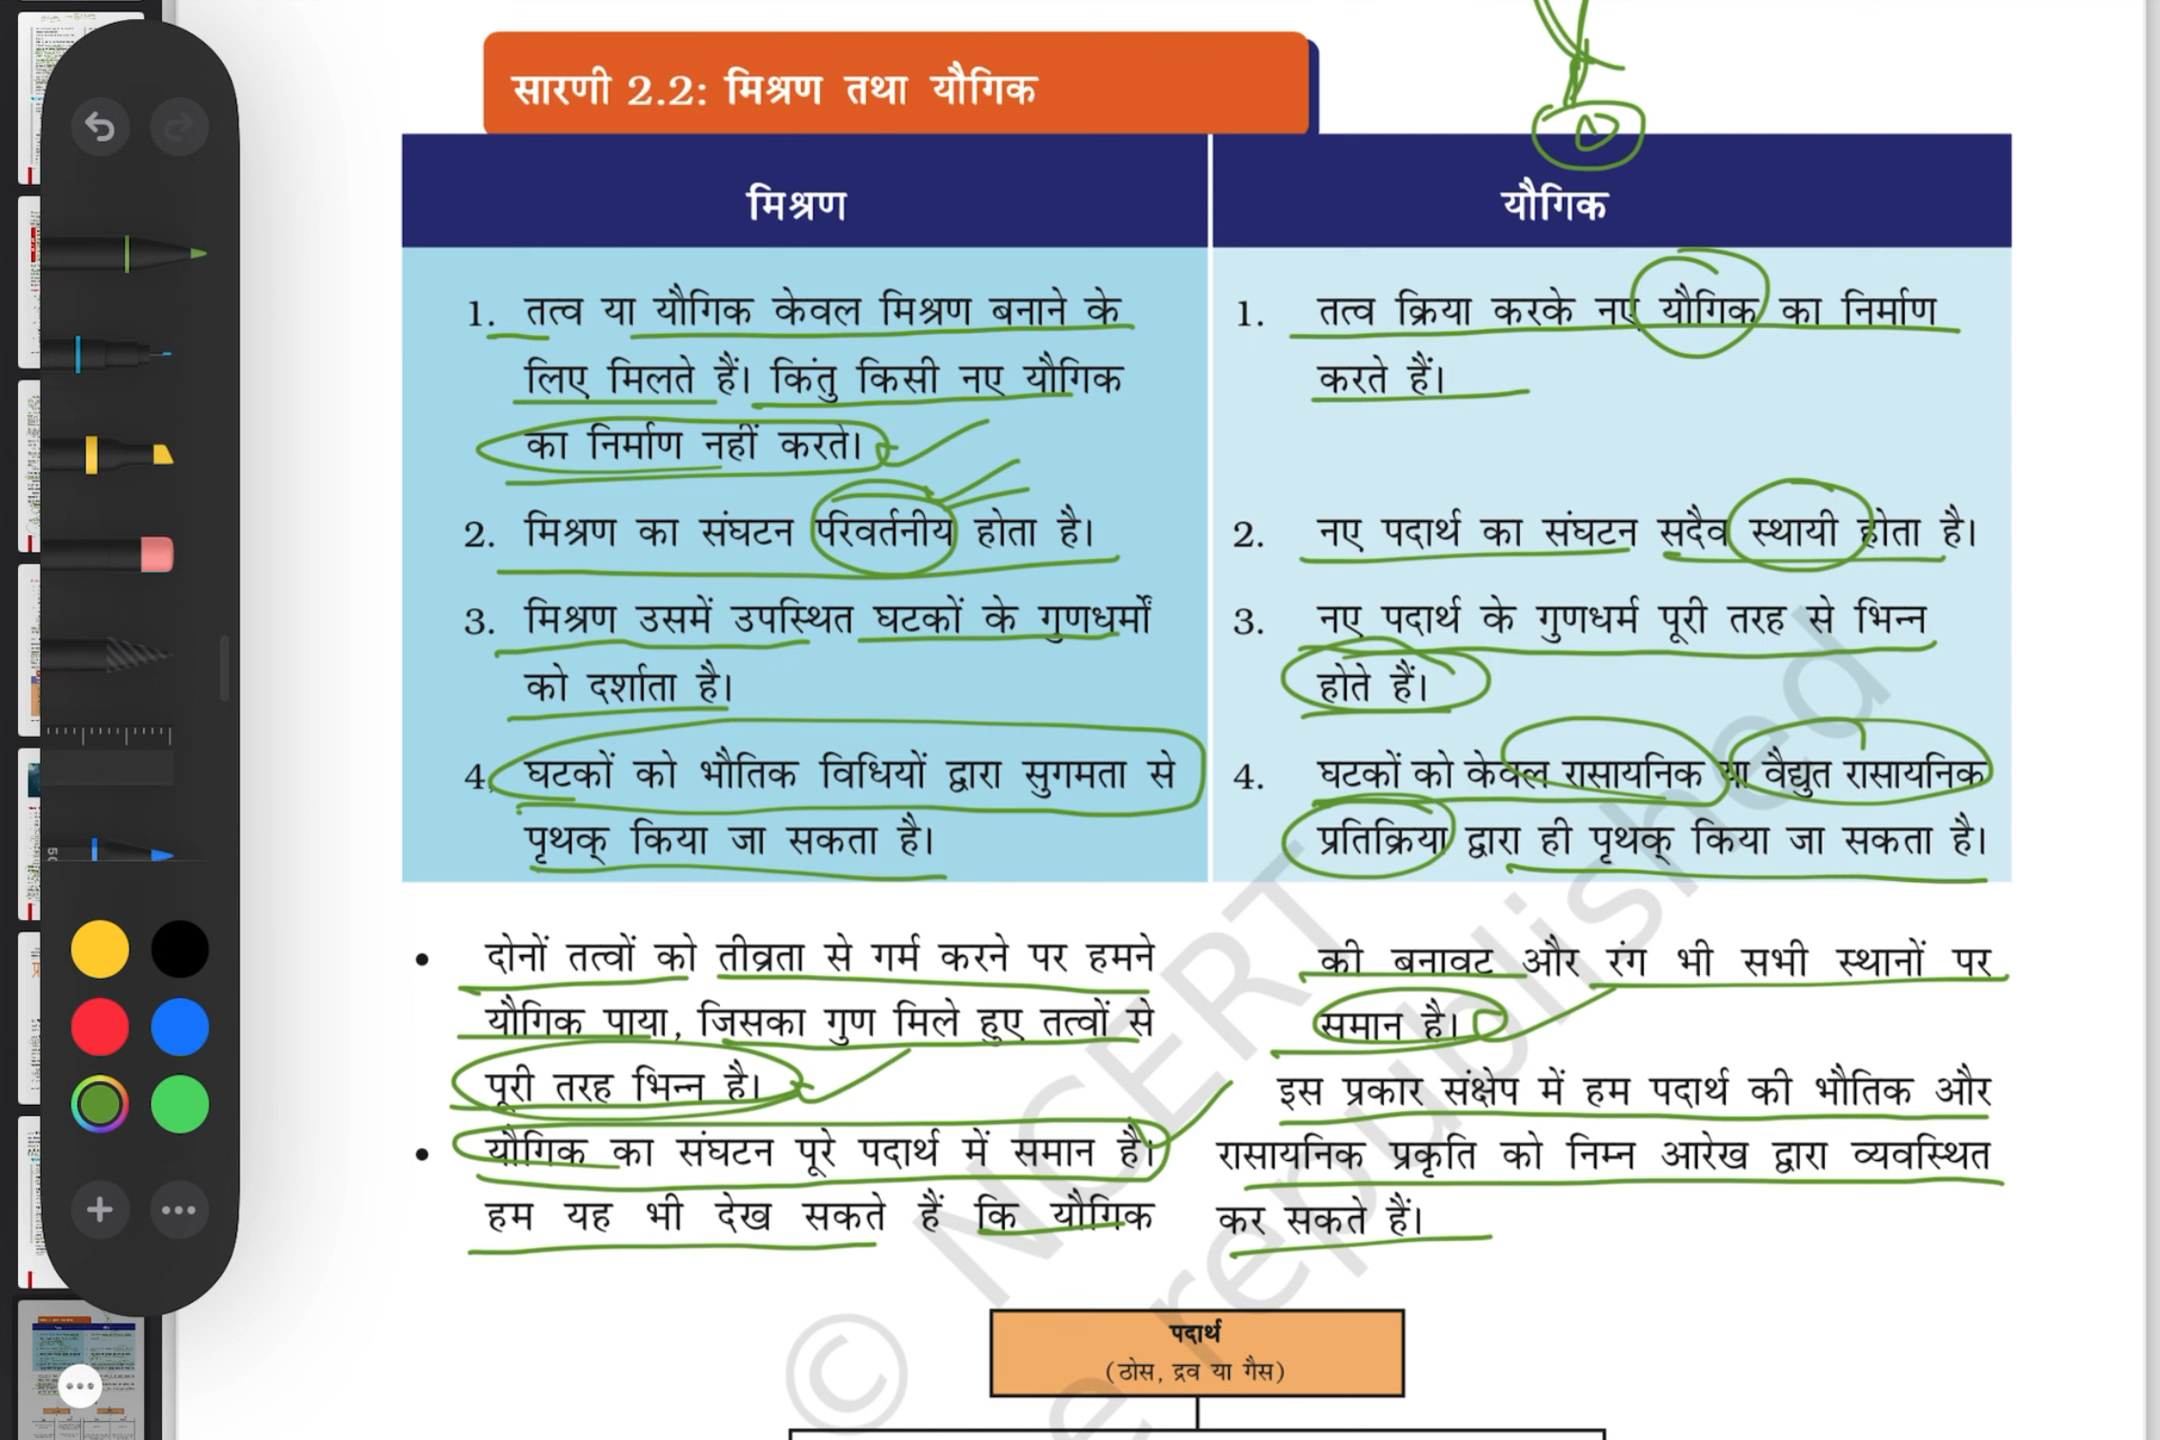 सारणी 2.2: मिश्रण तथा यौगिक
मिश्रण
1. तत्व या यौगिक केवल मिश्रण बनाने के
लिए मिलते हैं। किंतु किसी नए यौगिक
का निर्माण नहीं करते।
2. मिश्रण का संघटन परिवर्तनीय होता है।
3. मिश्रण उसमें उपस्थित घटकों के गुणधर्मों
को दर्शाता है।
4. घटकों को भौतिक विधियों द्वारा सुगमता से
पृथक् किया जा सकता है।
यौगिक
1. तत्व क्रिया करके नए यौगिक का निर्माण
करते हैं।
2. नए पदार्थ का संघटन सदैव स्थायी होता है।
3. नए पदार्थ के गुणधर्म पूरी तरह से भिन्न
होते हैं।
4. घटकों को केवल रासायनिक या वैद्युत रासायनिक
प्रतिक्रिया द्वारा ही पृथक् किया जा सकता है।
• दोनों तत्वों को तीव्रता से गर्म करने पर हमने
यौगिक पाया, जिसका गुण मिले हुए तत्वों से
पूरी तरह भिन्न है।
• यौगिक का संघटन पूरे पदार्थ में समान है।
हम यह भी देख सकते हैं कि यौगिक
की बनावट और रंग भी सभी स्थानों पर
समान है।
इस प्रकार संक्षेप में हम पदार्थ की भौतिक और
रासायनिक प्रकृति को निम्न आरेख द्वारा व्यवस्थित
कर सकते हैं।
पदार्थ
(ठोस, द्रव या गैस)
© NCERT
republished